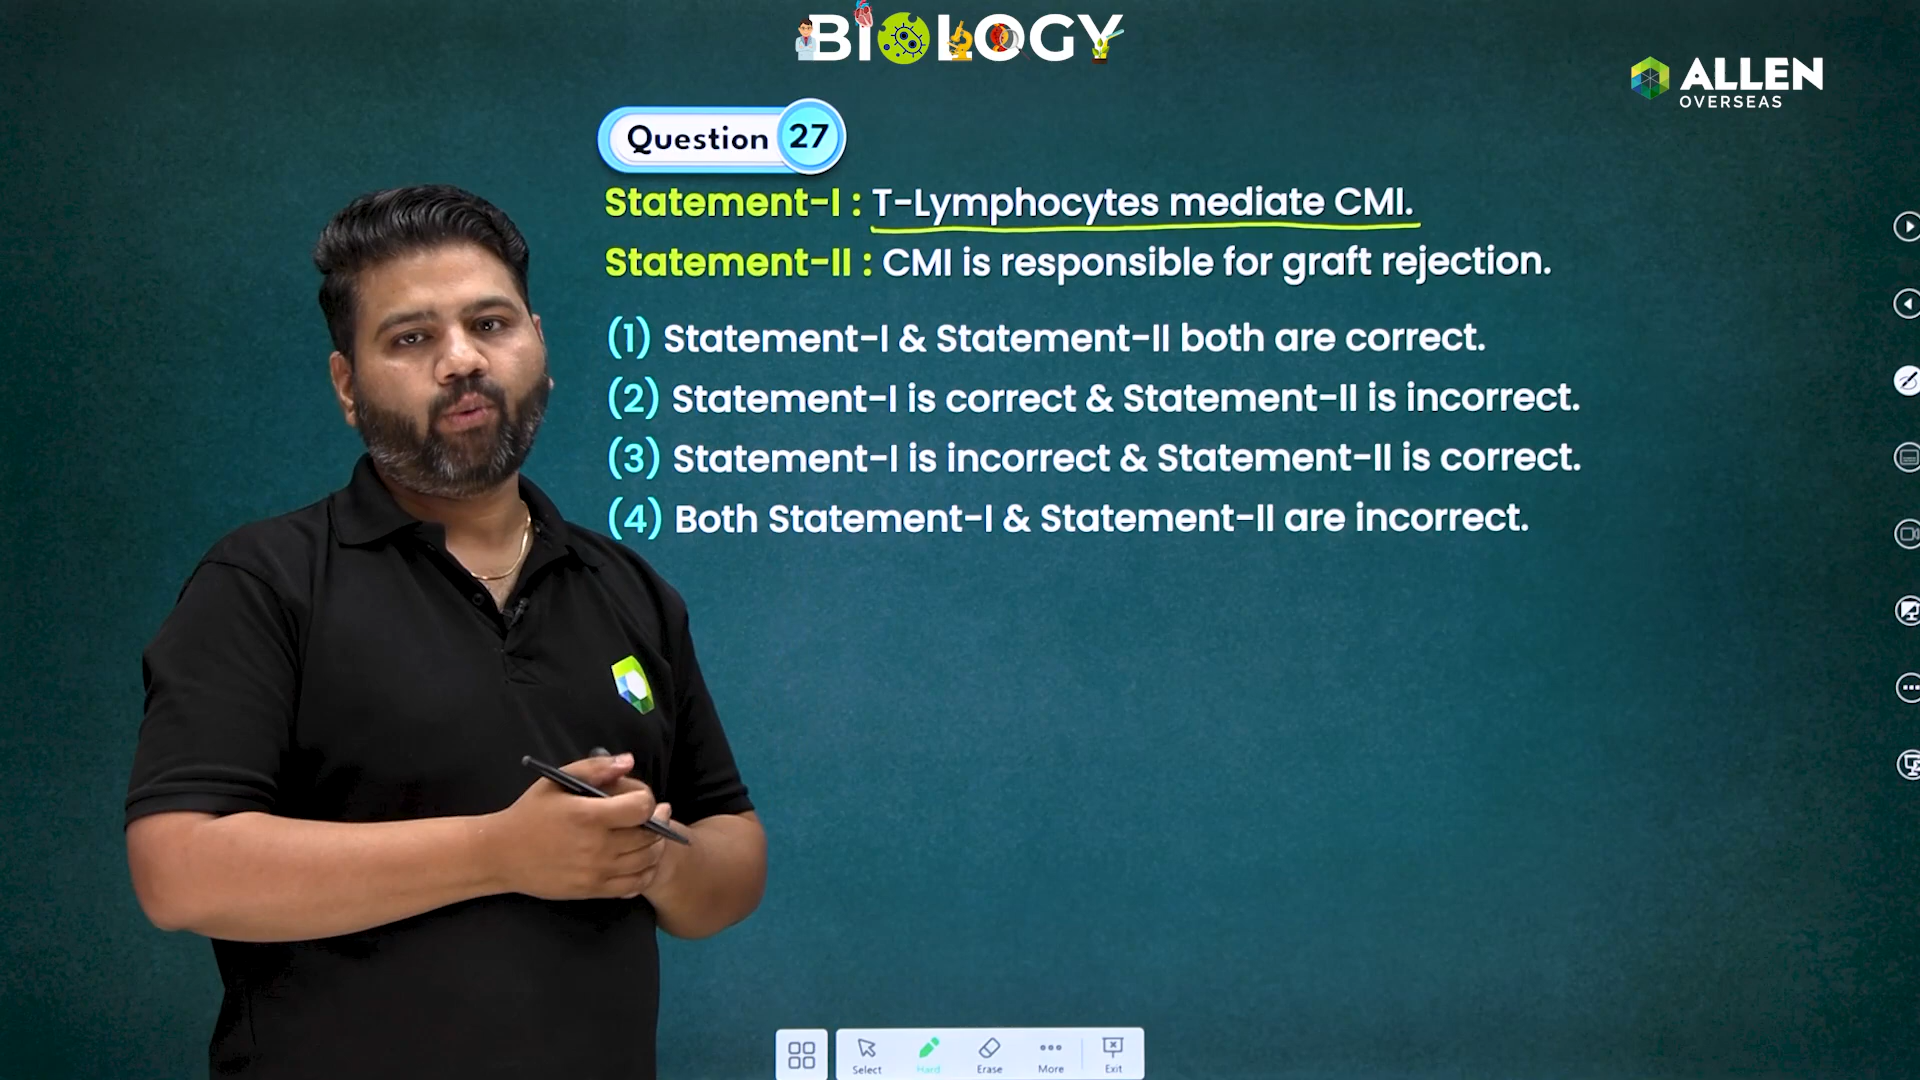 BIOLOGY
ALLEN
OVERSEAS
Question 27
Statement-I : T-Lymphocytes mediate CMI.
Statement-II : CMI is responsible for graft rejection.
(1) Statement-I & Statement-II both are correct.
(2) Statement-I is correct & Statement-II is incorrect.
(3) Statement-I is incorrect & Statement-II is correct.
(4) Both Statement-I & Statement-II are incorrect.
Select Hard Erase More Exit